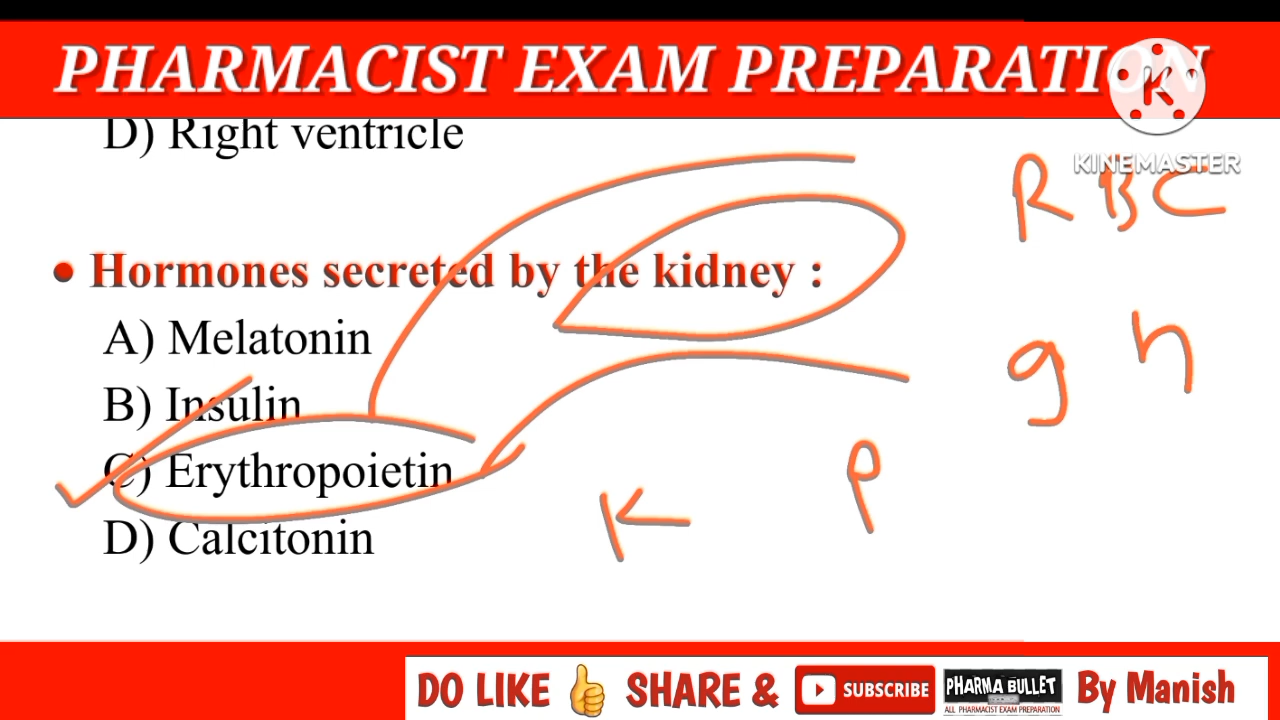 PHARMACIST EXAM PREPARATION
K
KINEMASTER
D) Right ventricle
RBC
• Hormones secreted by the kidney :
A) Melatonin
B) Insulin
g n
C) Erythropoietin
K P
D) Calcitonin
DO LIKE 👍 SHARE & SUBSCRIBE PHARMA BULLET By Manish
ALL PHARMACIST EXAM PREPARATION